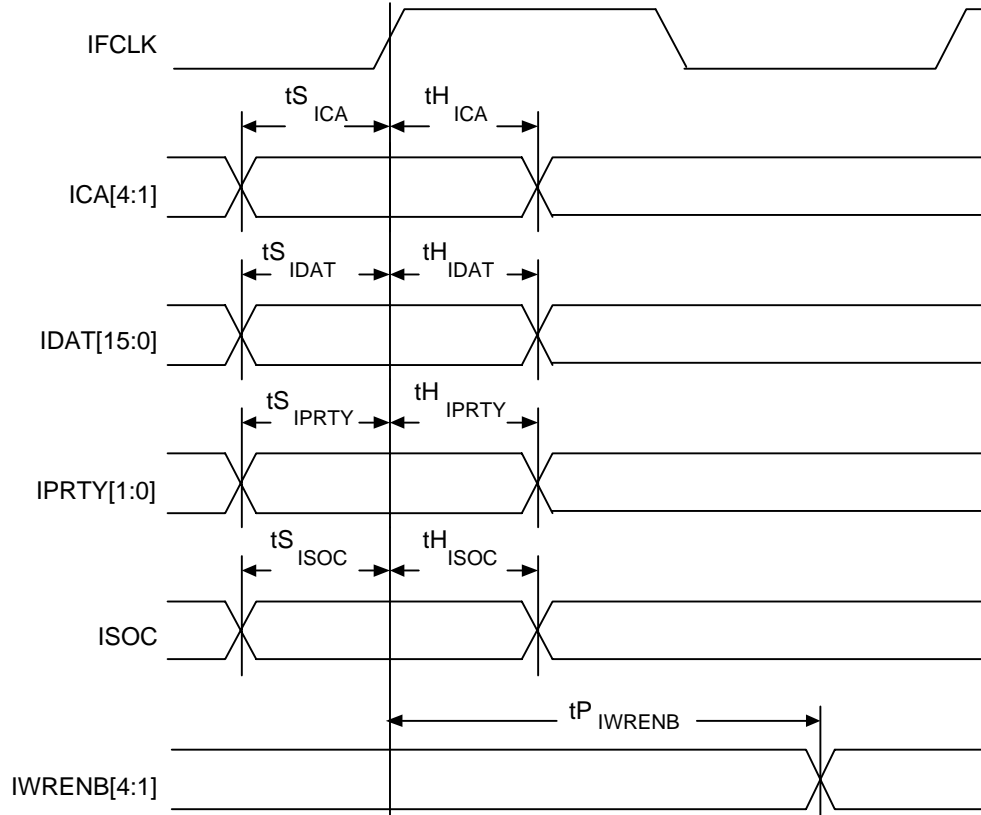 IFCLK
tS ICA tH ICA
ICA[4:1]
tS IDAT tH IDAT
IDAT[15:0]
tS IPRTY tH IPRTY
IPRTY[1:0]
tS ISOC tH ISOC
ISOC
tP IWRENB
IWRENB[4:1]